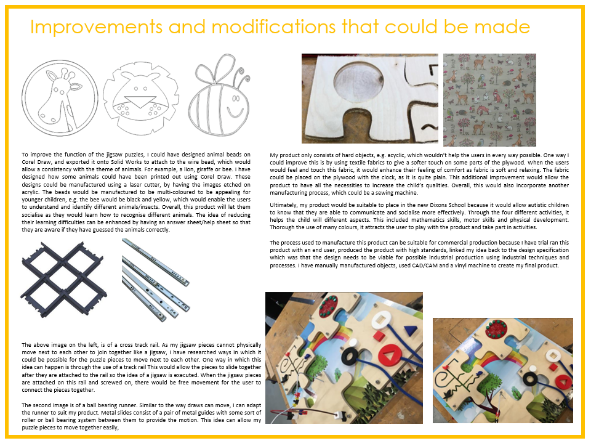 Improvements and modifications that could be made
To improve the function of the jigsaw puzzles, I could have designed animal beads on
Corel Draw, and exported it onto Solid Works to attach to the wire bead, which would
allow a consistency with the theme of animals. For example, a lion, giraffe or bee. I have
designed how some animals could have been printed out using Corel Draw. These
designs could be manufactured using a laser cutter, by having the images etched on
acrylic. The beads would be manufactured to be multi-coloured to be appealing for
younger children, e.g. the bee would be black and yellow, which would enable the users
to understand and identify different animals/insects. Overall, this product will let them
socialise as they would learn how to recognise different animals. The idea of reducing
their learning difficulties can be enhanced by having an answer sheet/help sheet so that
they are aware if they have guessed the animals correctly.
The above image on the left, is of a cross track rail. As my jigsaw pieces cannot physically
move next to each other to join together like a jigsaw, I have researched ways in which it
could be possible for the puzzle pieces to move next to each other. One way in which this
idea can happen is through the use of a track rail This would allow the pieces to slide together
after they are attached to the rail so the idea of a jigsaw is executed. When the jigsaw pieces
are attached on this rail and screwed on, there would be free movement for the user to
connect the pieces together.
The second image is of a ball bearing runner. Similar to the way draws can move, I can adapt
the runner to suit my product. Metal slides consist of a pair of metal guides with some sort of
roller or ball bearing system between them to provide the motion. This idea can allow my
puzzle pieces to move together easily,
My product only consists of hard objects, e.g. acrylic, which wouldn't help the users in every way possible. One way I
could improve this is by using textile fabrics to give a softer touch on some parts of the plywood. When the users
would feel and touch this fabric, it would enhance their feeling of comfort as fabric is soft and relaxing. The fabric
could be placed on the plywood with the clock, as it is quite plain. This additional improvement would allow the
product to have all the necessities to increase the child's qualities. Overall, this would also incorporate another
manufacturing process, which could be a sewing machine.
Ultimately, my product would be suitable to place in the new Dixons School because it would allow autistic children
to know that they are able to communicate and socialise more effectively. Through the four different activities, it
helps the child will different aspects. This included mathematics skills, motor skills and physical development.
Thorough the use of many colours, it attracts the user to play with the product and take part in activities.
The process used to manufacture this product can be suitable for commercial production because I have trial ran this
product with an end user, produced the product with high standards, linked my idea back to the design specification
which was that the design needs to be viable for possible industrial production using industrial techniques and
processes. I have manually manufactured objects, used CAD/CAM and a vinyl machine to create my final product.